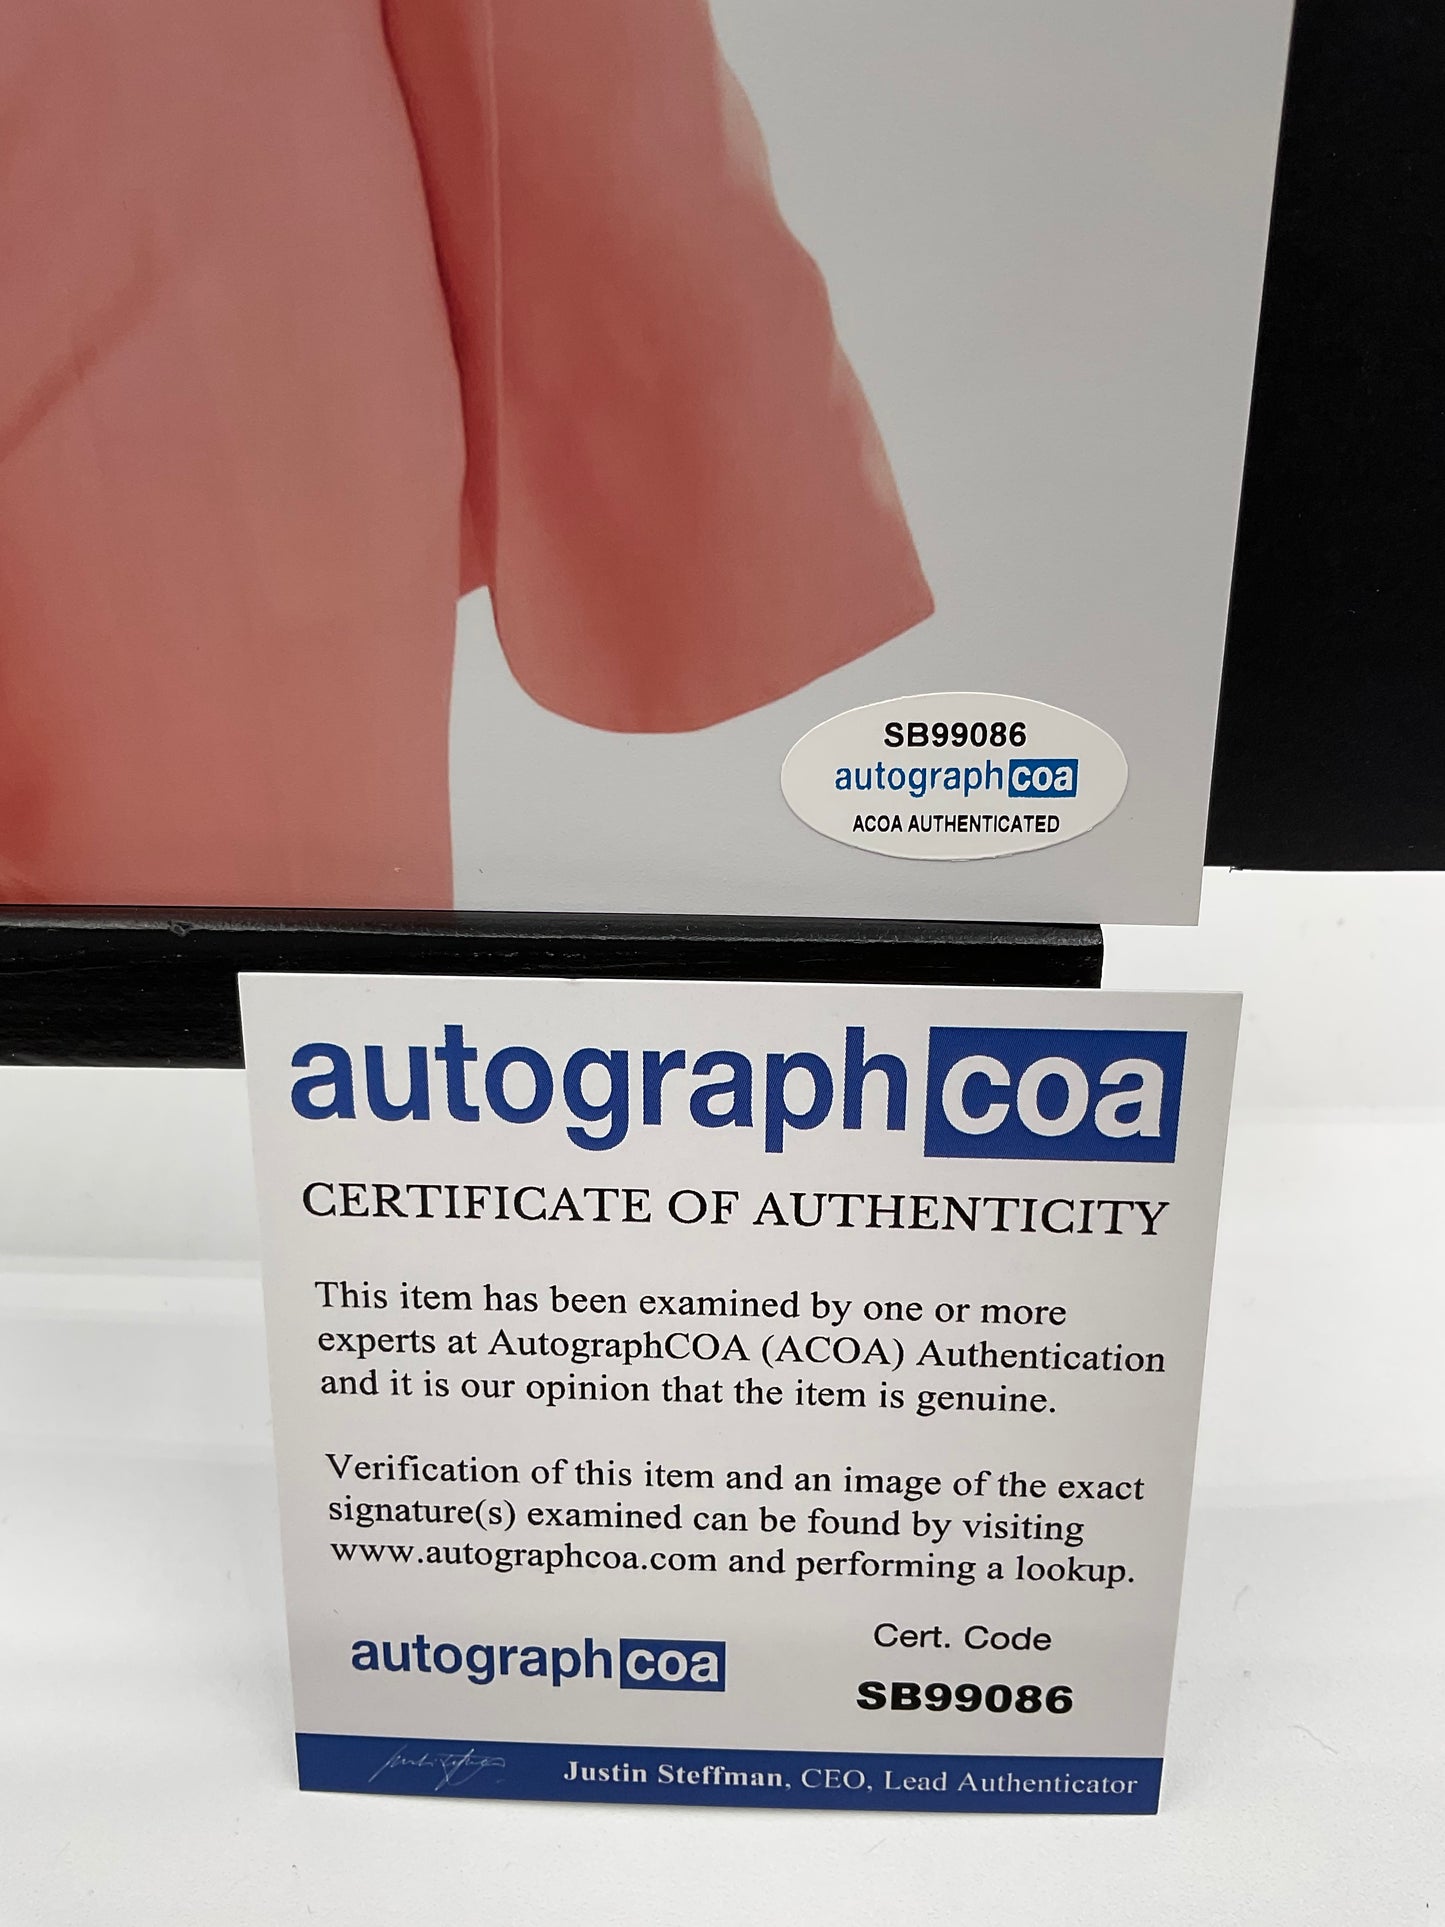 SB99086
autographcoa
ACOA AUTHENTICATED
autographcoa
CERTIFICATE OF AUTHENTICITY
This item has been examined by one or more
experts at AutographCOA (ACOA) Authentication
and it is our opinion that the item is genuine.
Verification of this item and an image of the exact
signature(s) examined can be found by visiting
www.autographcoa.com and performing a lookup.
autographcoa
Cert. Code
SB99086
Justin Steffman, CEO, Lead Authenticator